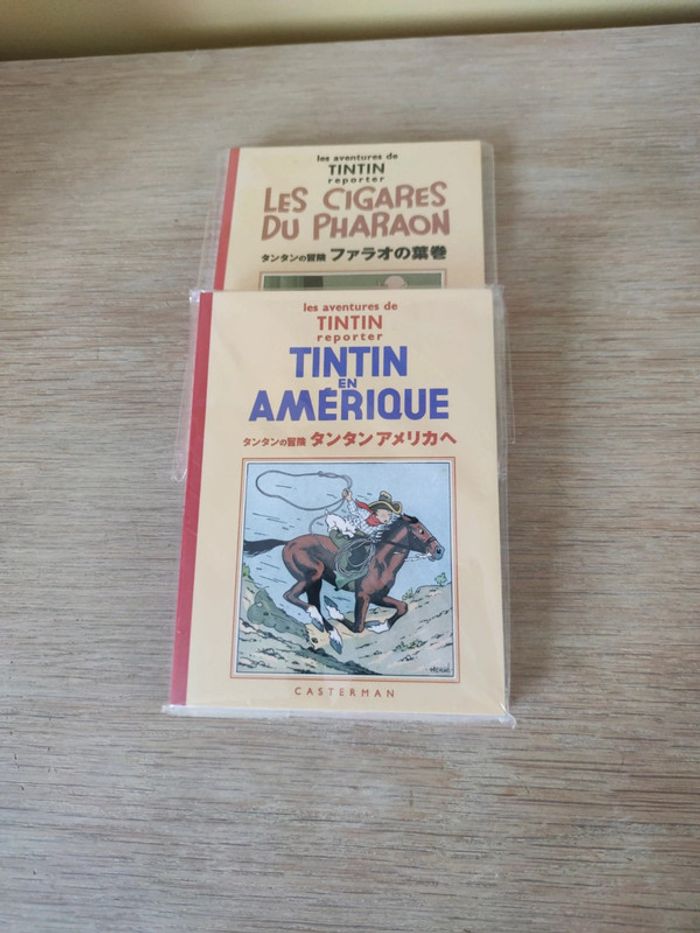 les aventures de
TINTIN
reporter
LES CIGARES
DU PHARAON
タンタンの冒険 ファラオの葉巻
les aventures de
TINTIN
reporter
TINTIN
EN
AMÉRIQUE
タンタンの冒険 タンタン アメリカへ
HERGÉ
CASTERMAN